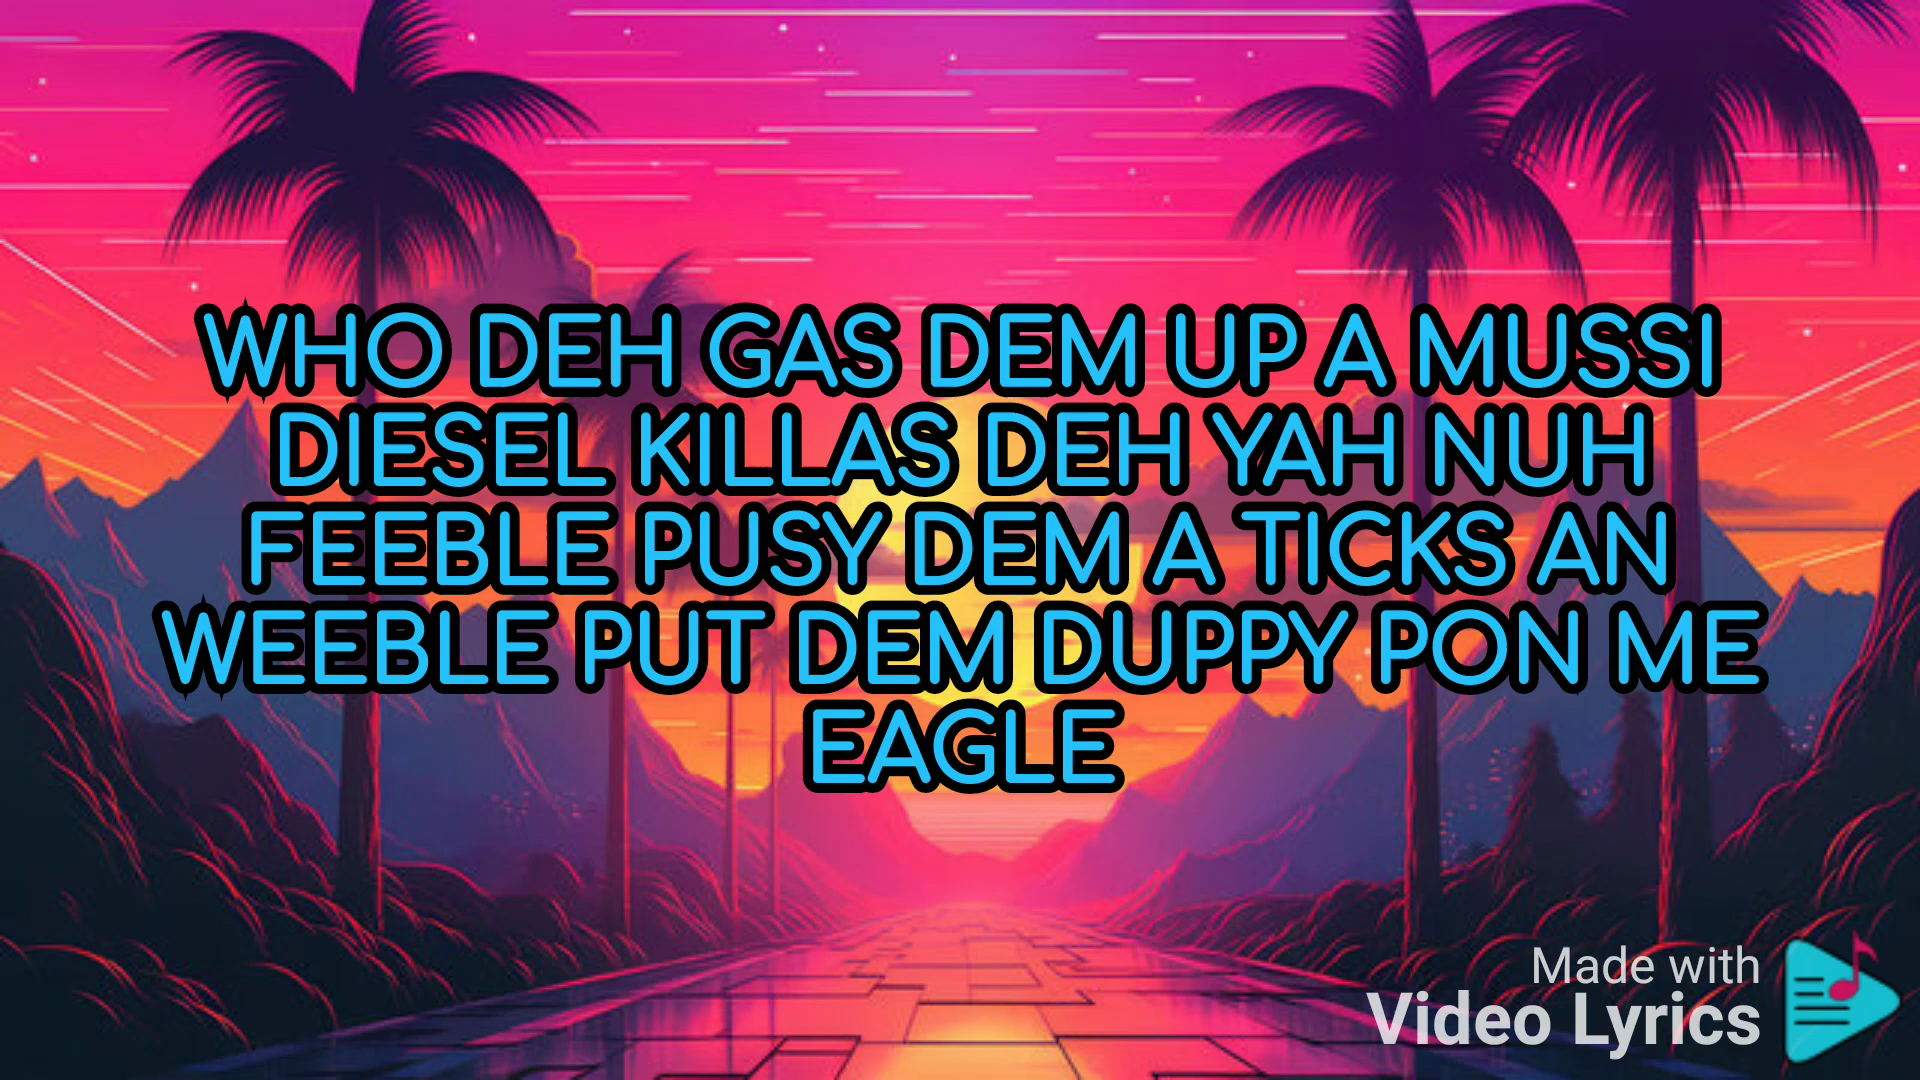 WHO DEH GAS DEM UP A MUSSI
DIESEL KILLAS DEH YAH NUH
FEEBLE PUSY DEM A TICKS AN
WEEBLE PUT DEM DUPPY PON ME
EAGLE
Made with
Video Lyrics